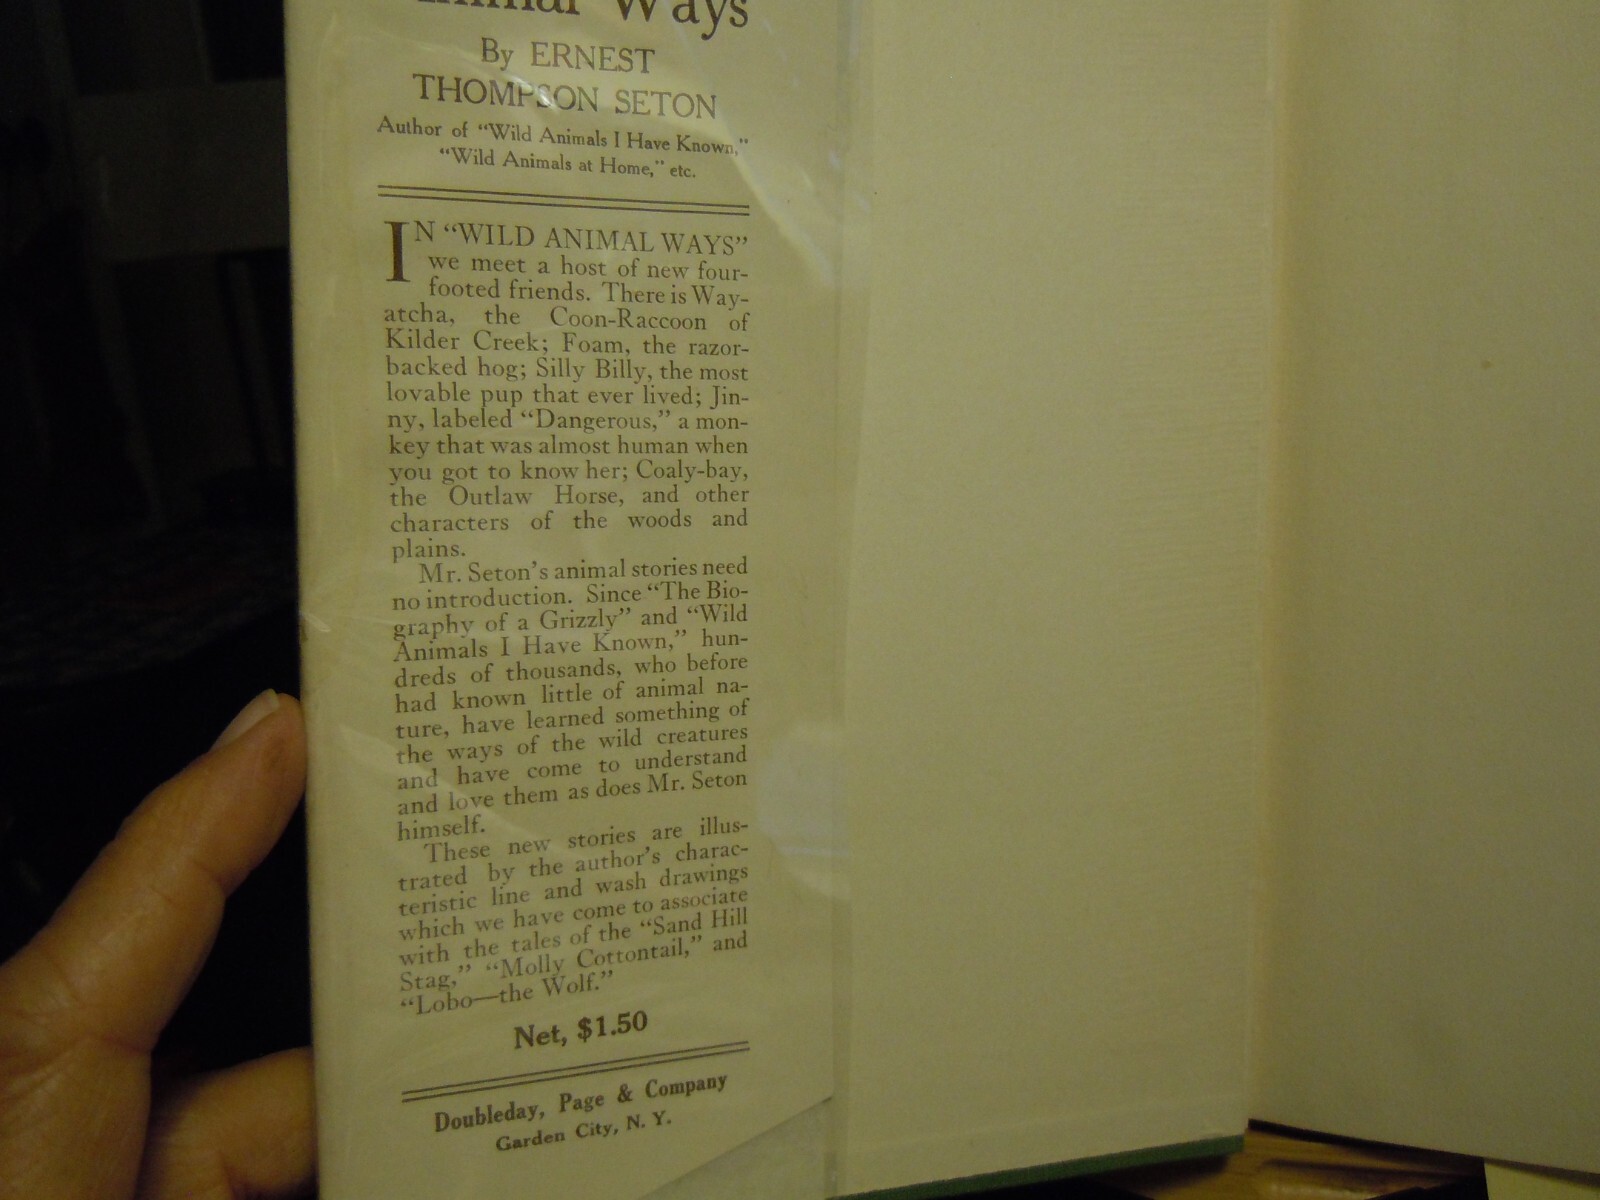 Animal Ways
By ERNEST
THOMPSON SETON
Author of "Wild Animals I Have Known,"
"Wild Animals at Home," etc.
IN "WILD ANIMAL WAYS"
we meet a host of new four-
footed friends. There is Way-
atcha, the Coon-Raccoon of
Kilder Creek; Foam, the razor-
backed hog; Silly Billy, the most
lovable pup that ever lived; Jin-
ny, labeled "Dangerous," a mon-
key that was almost human when
you got to know her; Coaly-bay,
the Outlaw Horse, and other
characters of the woods and
plains.
Mr. Seton's animal stories need
no introduction. Since "The Bio-
graphy of a Grizzly" and "Wild
Animals I Have Known," hun-
dreds of thousands, who before
had known little of animal na-
ture, have learned something of
the ways of the wild creatures
and have come to understand
and love them as does Mr. Seton
himself.
These new stories are illus-
trated by the author's charac-
teristic line and wash drawings
which we have come to associate
with the tales of the "Sand Hill
Stag," "Molly Cottontail," and
"Lobo—the Wolf."
Net, $1.50
Doubleday, Page & Company
Garden City, N. Y.